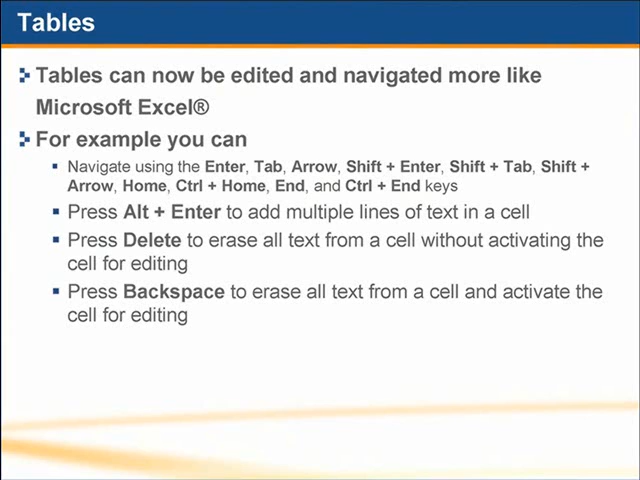 Tables
Tables can now be edited and navigated more like
Microsoft Excel®
For example you can
Navigate using the Enter, Tab, Arrow, Shift + Enter, Shift + Tab, Shift +
Arrow, Home, Ctrl + Home, End, and Ctrl + End keys
Press Alt + Enter to add multiple lines of text in a cell
Press Delete to erase all text from a cell without activating the
cell for editing
Press Backspace to erase all text from a cell and activate the
cell for editing